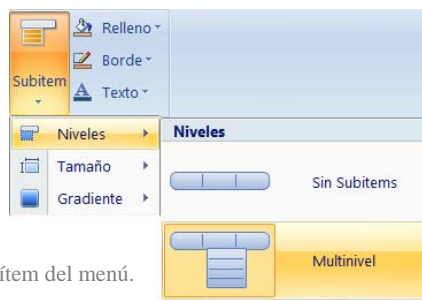 Relleno
Borde
Subitem
Texto
Niveles
Niveles
Tamaño
Sin Subitems
Gradiente
Multinivel
ítem del menú.